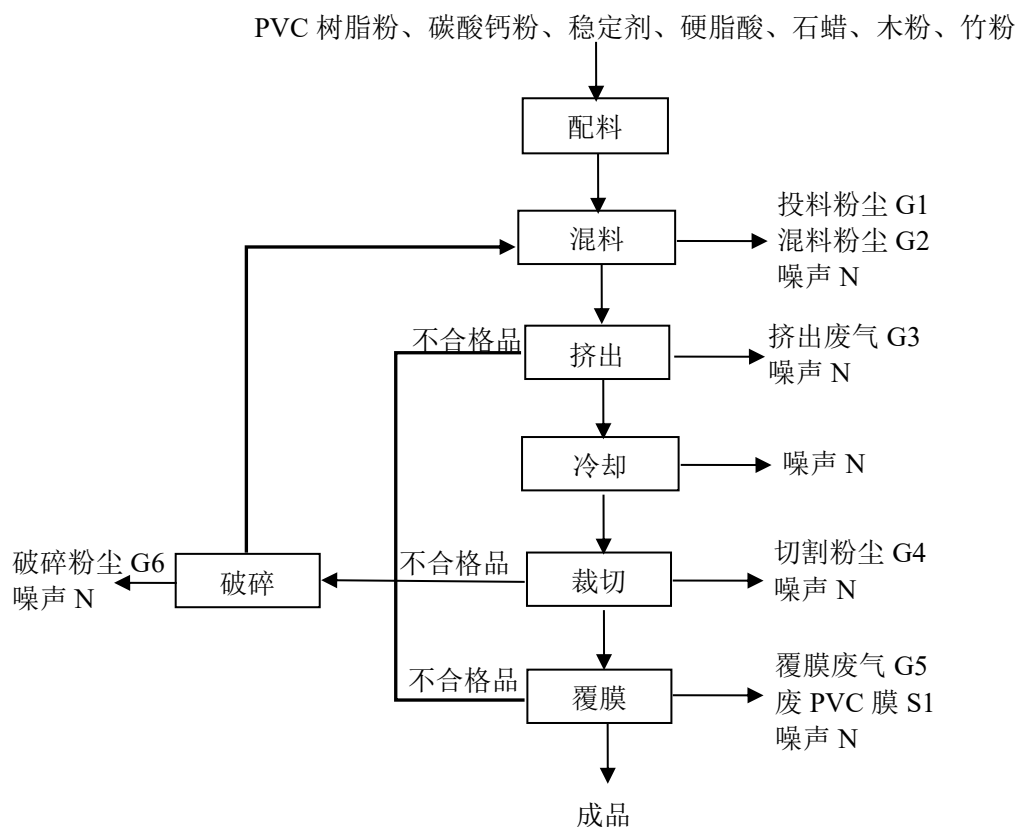 PVC 树脂粉、碳酸钙粉、稳定剂、硬脂酸、石蜡、木粉、竹粉
配料
混料
投料粉尘 G1
混料粉尘 G2
噪声 N
不合格品
挤出
挤出废气 G3
噪声 N
冷却
噪声 N
破碎粉尘 G6
噪声 N
破碎
不合格品
裁切
切割粉尘 G4
噪声 N
不合格品
覆膜
覆膜废气 G5
废 PVC 膜 S1
噪声 N
成品